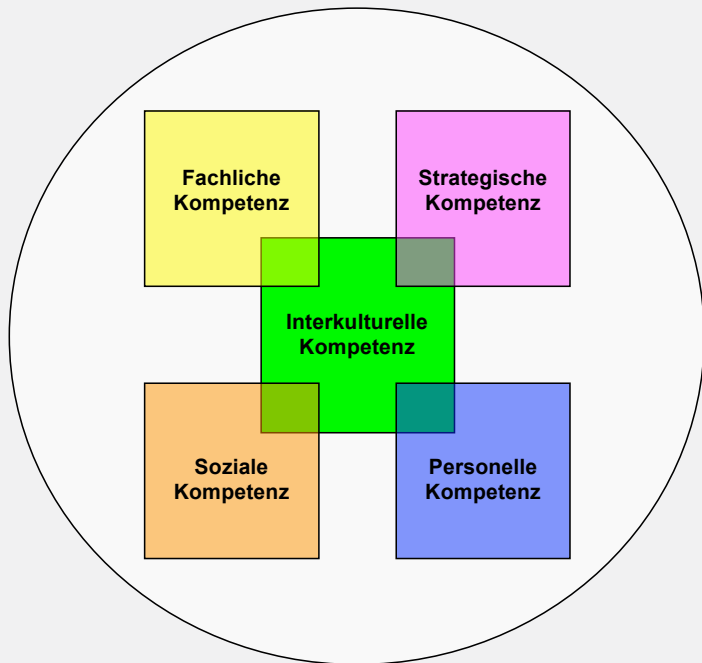 Fachliche
Kompetenz
Strategische
Kompetenz
Interkulturelle
Kompetenz
Soziale
Kompetenz
Personelle
Kompetenz